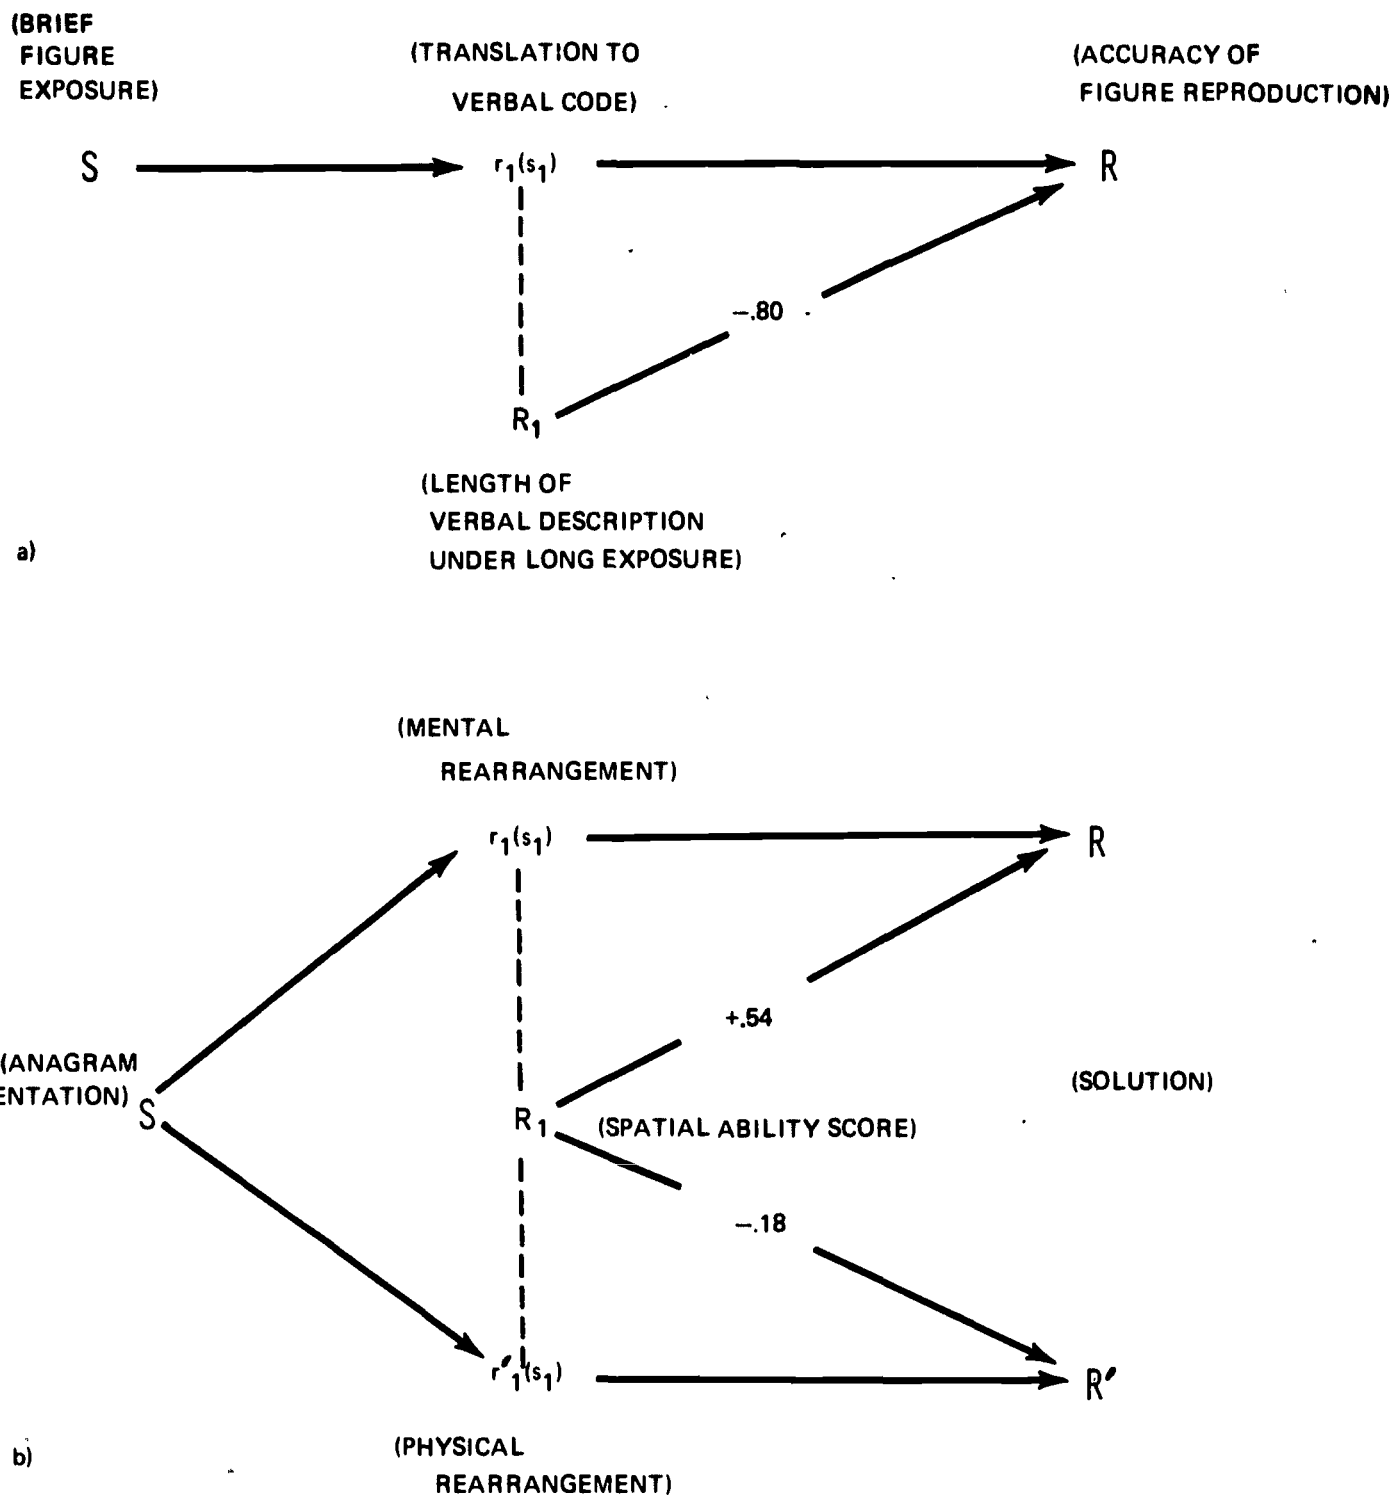 (BRIEF
FIGURE
EXPOSURE)
(TRANSLATION TO
VERBAL CODE)
(ACCURACY OF
FIGURE REPRODUCTION)
S
r₁(s₁)
R
−.80
R₁
(LENGTH OF
VERBAL DESCRIPTION
UNDER LONG EXPOSURE)
a)
(MENTAL
REARRANGEMENT)
r₁(s₁)
R
+.54
(ANAGRAM
ENTATION)
S
R₁
(SPATIAL ABILITY SCORE)
(SOLUTION)
−.18
r′₁(s₁)
R′
b)
(PHYSICAL
REARRANGEMENT)